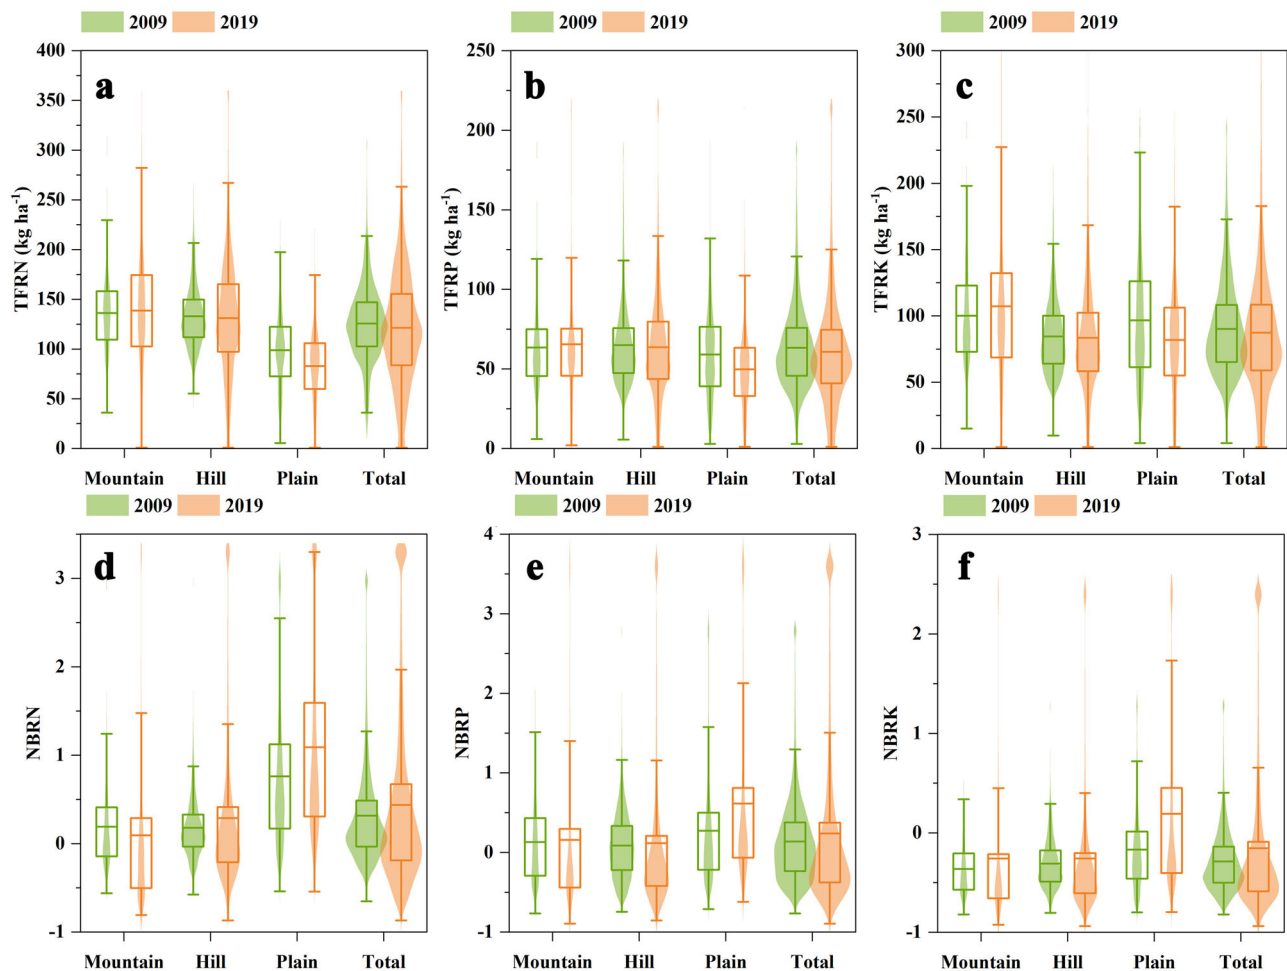 2009 2019
2009 2019
2009 2019
a
400
350
300
250
200
150
100
50
0
TFRN (kg ha⁻¹)
Mountain Hill Plain Total
b
250
200
150
100
50
0
TFRP (kg ha⁻¹)
Mountain Hill Plain Total
c
300
250
200
150
100
50
0
TFRK (kg ha⁻¹)
Mountain Hill Plain Total
2009 2019
2009 2019
2009 2019
d
3
2
1
0
-1
NBRN
Mountain Hill Plain Total
e
4
3
2
1
0
-1
NBRP
Mountain Hill Plain Total
f
3
2
1
-0
-1
NBRK
Mountain Hill Plain Total